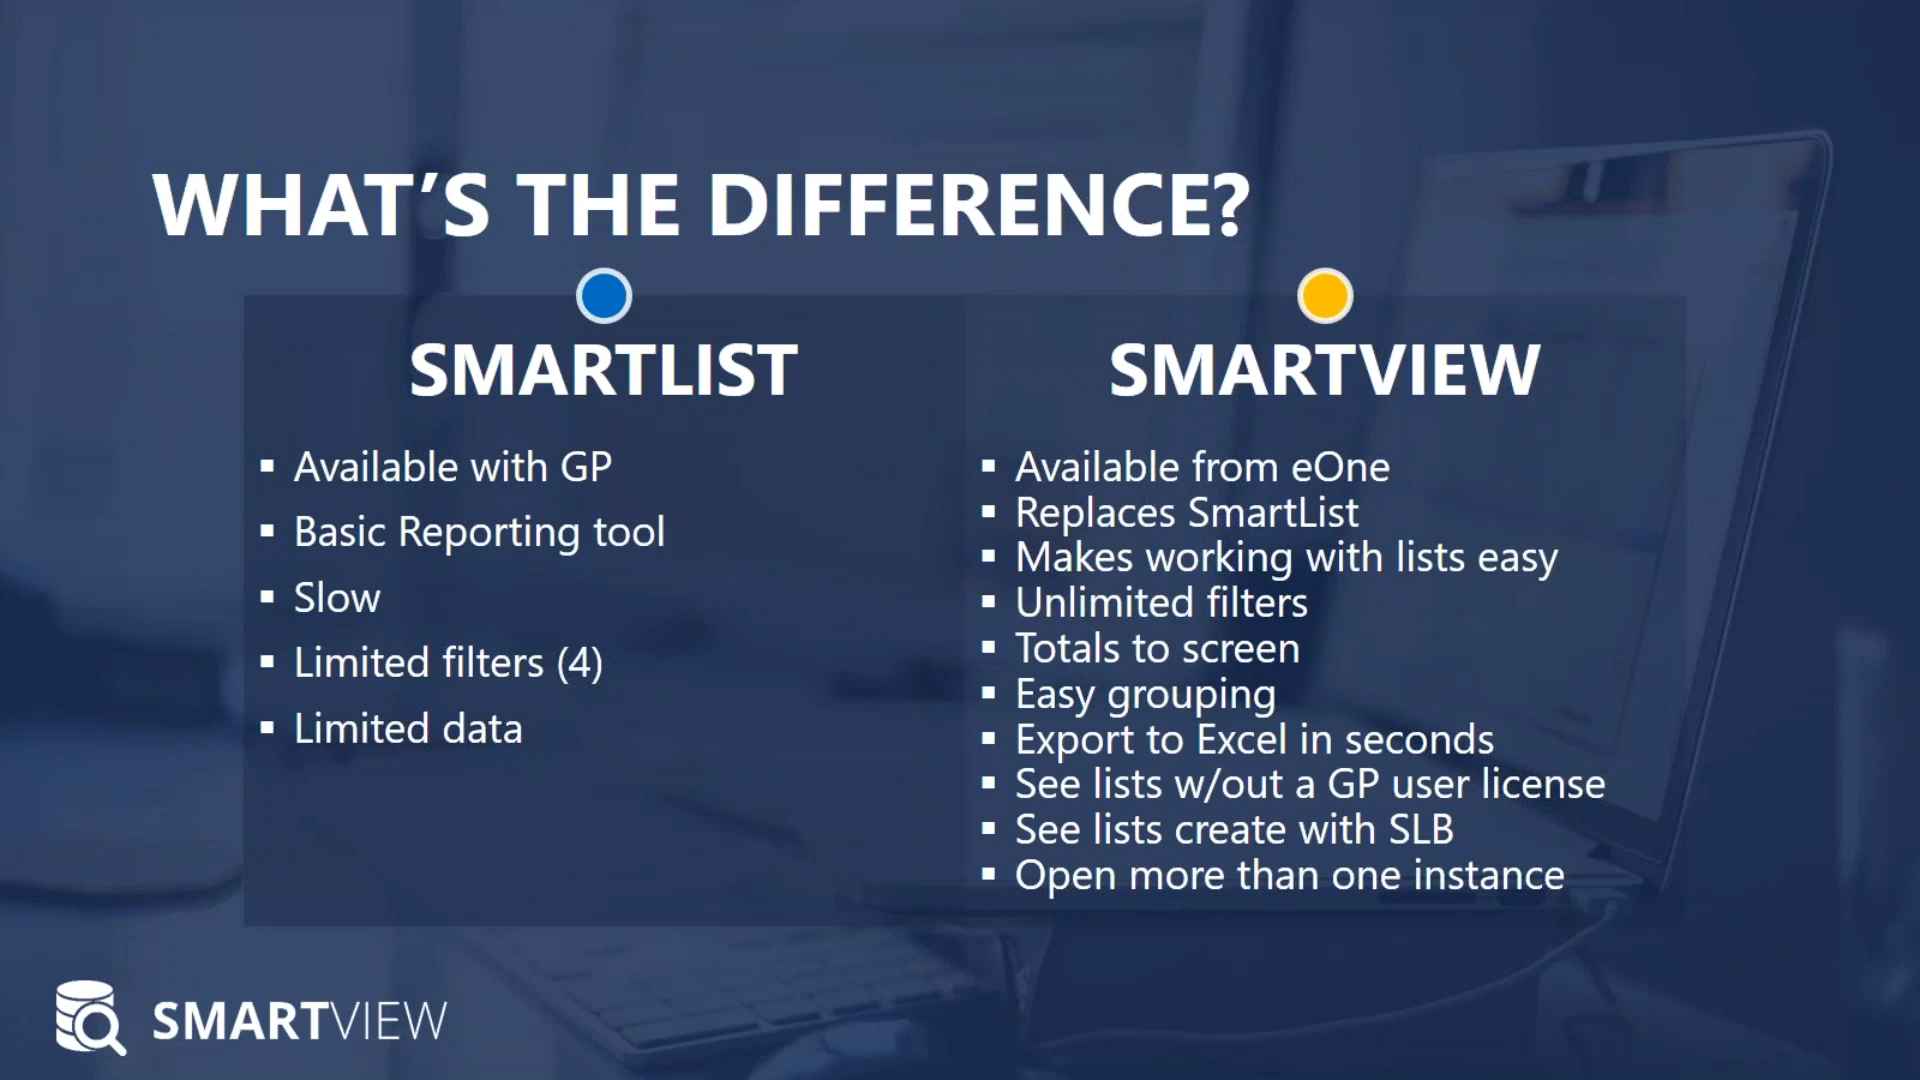 WHAT’S THE DIFFERENCE?
SMARTLIST
▪ Available with GP
▪ Basic Reporting tool
▪ Slow
▪ Limited filters (4)
▪ Limited data
SMARTVIEW
▪ Available from eOne
▪ Replaces SmartList
▪ Makes working with lists easy
▪ Unlimited filters
▪ Totals to screen
▪ Easy grouping
▪ Export to Excel in seconds
▪ See lists w/out a GP user license
▪ See lists create with SLB
▪ Open more than one instance
SMARTVIEW